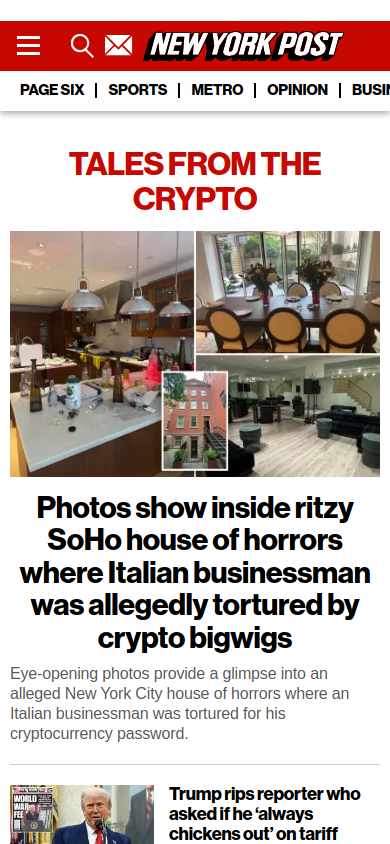 NEW YORK POST
PAGE SIX
SPORTS
METRO
OPINION
BUSIN
TALES FROM THE
CRYPTO
Photos show inside ritzy
SoHo house of horrors
where Italian businessman
was allegedly tortured by
crypto bigwigs
Eye-opening photos provide a glimpse into an
alleged New York City house of horrors where an
Italian businessman was tortured for his
cryptocurrency password.
WORLD
WAR
FEE
Trump rips reporter who
asked if he ‘always
chickens out’ on tariff